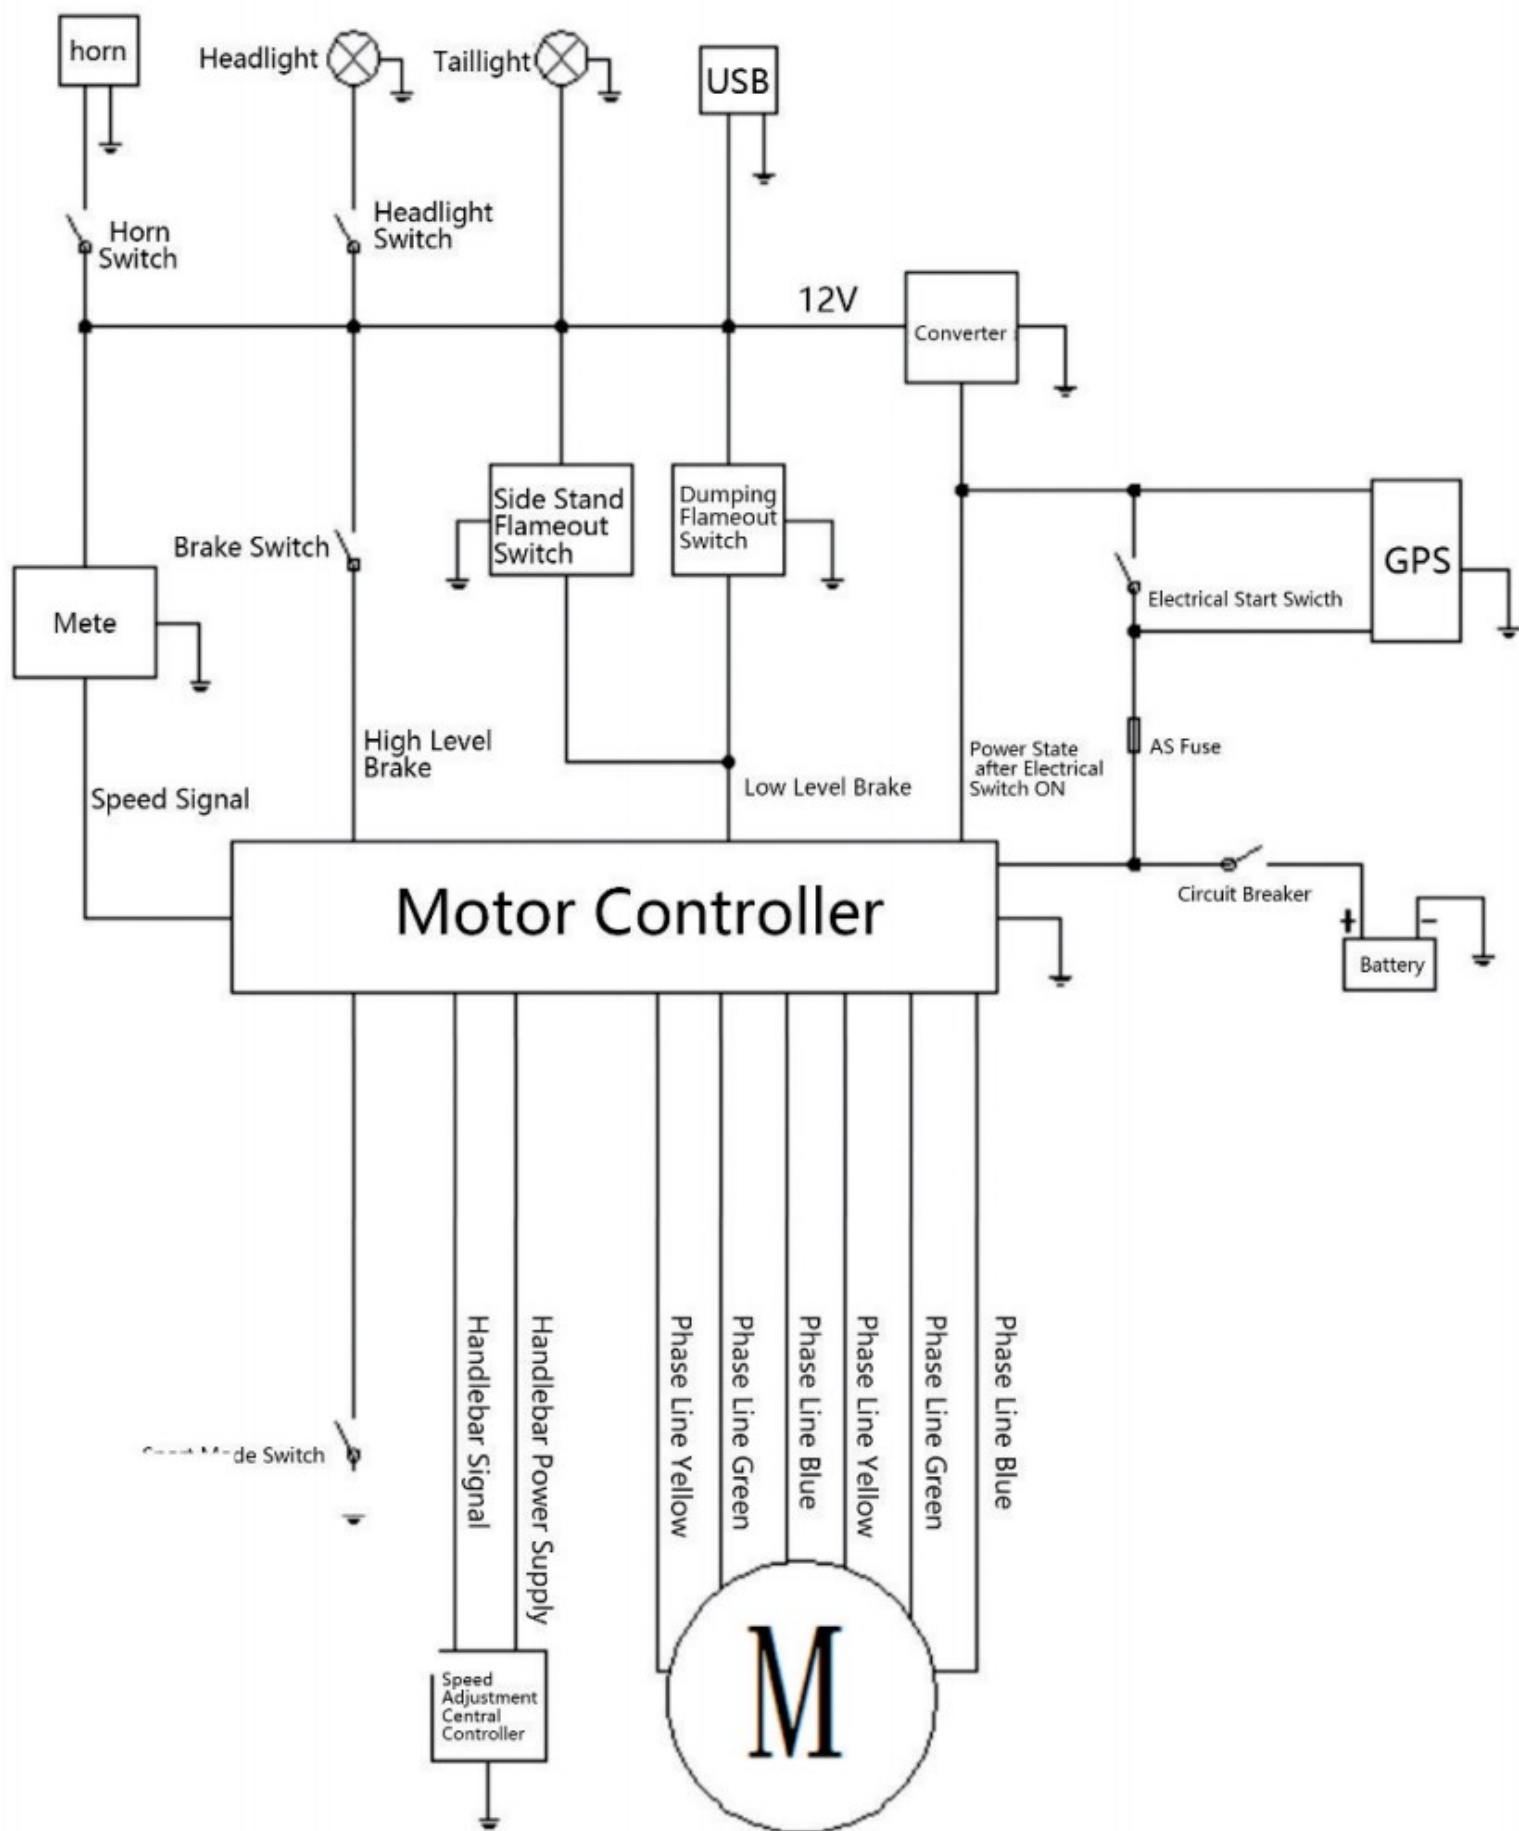 horn
Headlight
Taillight
USB
Horn
Switch
Headlight
Switch
12V
Converter
Side Stand
Flameout
Switch
Dumping
Flameout
Switch
Brake Switch
GPS
Electrical Start Swicth
Mete
High Level
Brake
Speed Signal
Low Level Brake
Power State
after Electrical
Switch ON
AS Fuse
Motor Controller
Circuit Breaker
+
−
Battery
Switch
Handlebar Signal
Handlebar Power Supply
Phase Line Yellow
Phase Line Green
Phase Line Blue
Phase Line Yellow
Phase Line Green
Phase Line Blue
Speed
Adjustment
Central
Controller
M